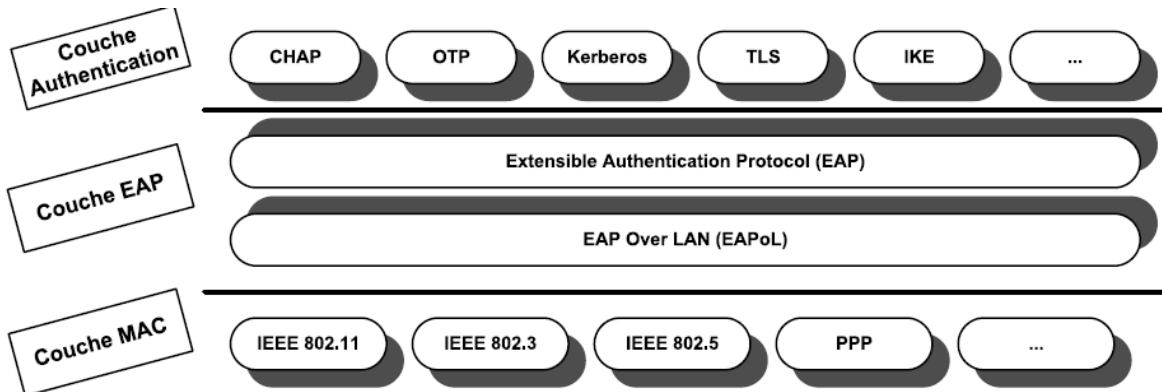 Couche
Authentication
CHAP
OTP
Kerberos
TLS
IKE
...
Couche EAP
Extensible Authentication Protocol (EAP)
EAP Over LAN (EAPoL)
Couche MAC
IEEE 802.11
IEEE 802.3
IEEE 802.5
PPP
...